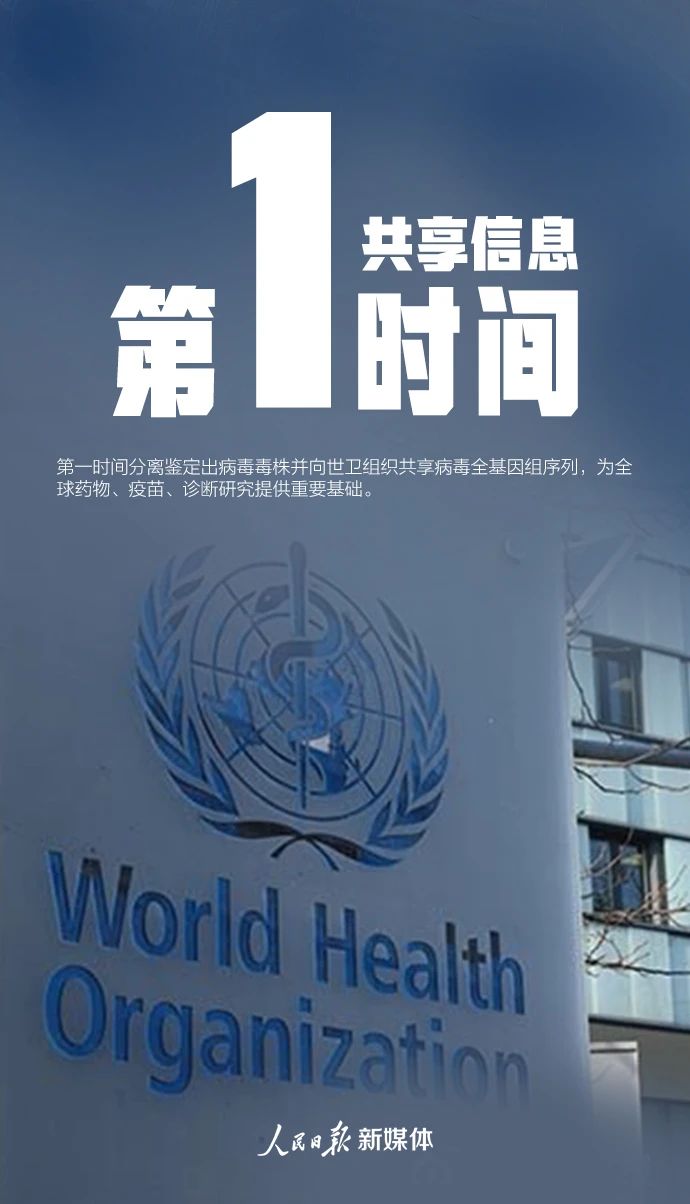 共享信息
第1时间
第一时间分离鉴定出病毒毒株并向世卫组织共享病毒全基因组序列，为全
球药物、疫苗、诊断研究提供重要基础。
World Health
Organization
人民日报 新媒体